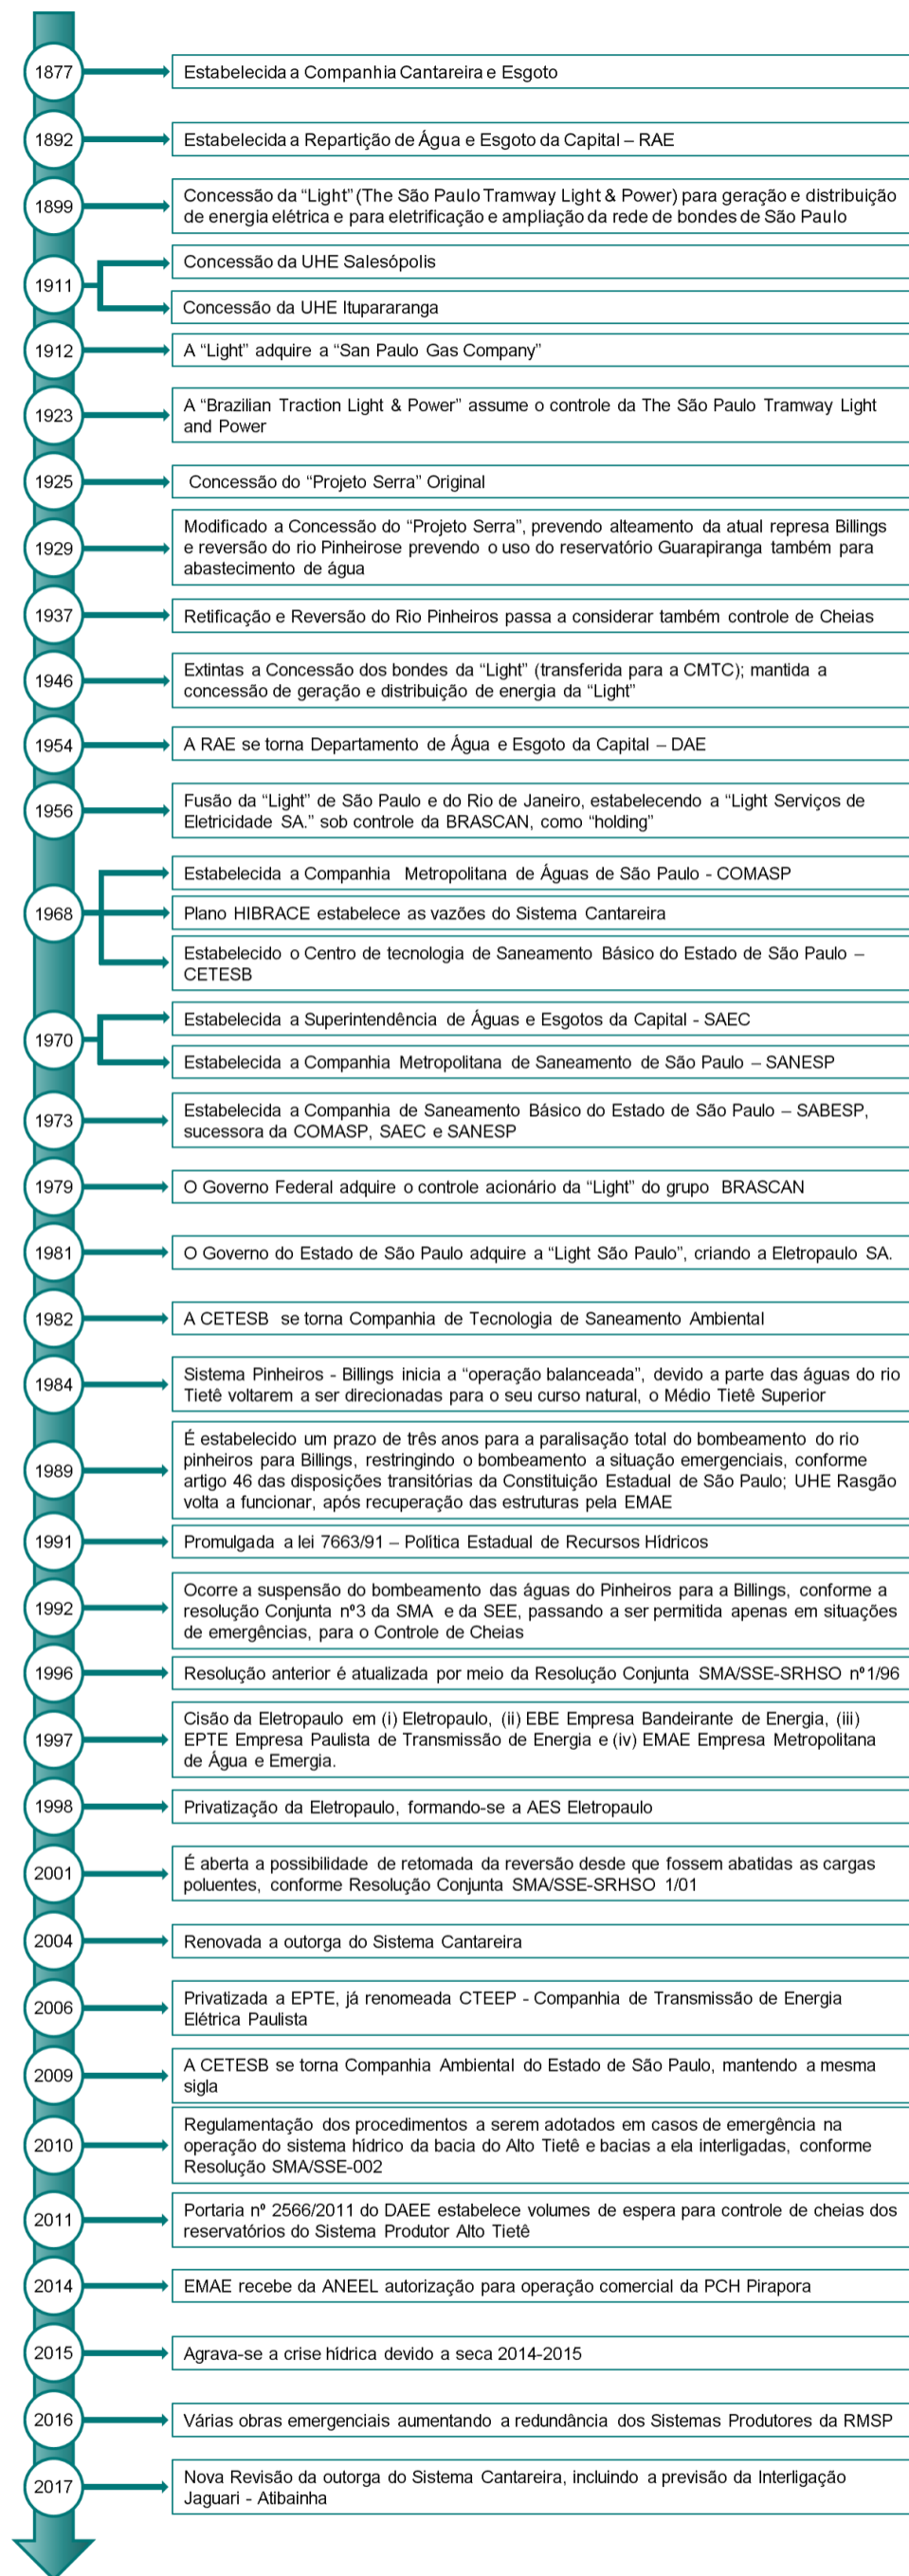 1877
Estabelecida a Companhia Cantareira e Esgoto
1892
Estabelecida a Repartição de Água e Esgoto da Capital – RAE
1899
Concessão da “Light” (The São Paulo Tramway Light & Power) para geração e distribuição
de energia elétrica e para eletrificação e ampliação da rede de bondes de São Paulo
1911
Concessão da UHE Salesópolis
Concessão da UHE Itupararanga
1912
A “Light” adquire a “San Paulo Gas Company”
1923
A “Brazilian Traction Light & Power” assume o controle da The São Paulo Tramway Light
and Power
1925
Concessão do “Projeto Serra” Original
1929
Modificado a Concessão do “Projeto Serra”, prevendo alteamento da atual represa Billings
e reversão do rio Pinheirose prevendo o uso do reservatório Guarapiranga também para
abastecimento de água
1937
Retificação e Reversão do Rio Pinheiros passa a considerar também controle de Cheias
1946
Extintas a Concessão dos bondes da “Light” (transferida para a CMTC); mantida a
concessão de geração e distribuição de energia da “Light”
1954
A RAE se torna Departamento de Água e Esgoto da Capital – DAE
1956
Fusão da “Light” de São Paulo e do Rio de Janeiro, estabelecendo a “Light Serviços de
Eletricidade SA.” sob controle da BRASCAN, como “holding”
1968
Estabelecida a Companhia Metropolitana de Águas de São Paulo - COMASP
Plano HIBRACE estabelece as vazões do Sistema Cantareira
Estabelecido o Centro de tecnologia de Saneamento Básico do Estado de São Paulo –
CETESB
1970
Estabelecida a Superintendência de Águas e Esgotos da Capital - SAEC
Estabelecida a Companhia Metropolitana de Saneamento de São Paulo – SANESP
1973
Estabelecida a Companhia de Saneamento Básico do Estado de São Paulo – SABESP,
sucessora da COMASP, SAEC e SANESP
1979
O Governo Federal adquire o controle acionário da “Light” do grupo BRASCAN
1981
O Governo do Estado de São Paulo adquire a “Light São Paulo”, criando a Eletropaulo SA.
1982
A CETESB se torna Companhia de Tecnologia de Saneamento Ambiental
1984
Sistema Pinheiros - Billings inicia a “operação balanceada”, devido a parte das águas do rio
Tietê voltarem a ser direcionadas para o seu curso natural, o Médio Tietê Superior
1989
É estabelecido um prazo de três anos para a paralisação total do bombeamento do rio
pinheiros para Billings, restringindo o bombeamento a situação emergenciais, conforme
artigo 46 das disposições transitórias da Constituição Estadual de São Paulo; UHE Rasgão
volta a funcionar, após recuperação das estruturas pela EMAE
1991
Promulgada a lei 7663/91 – Política Estadual de Recursos Hídricos
1992
Ocorre a suspensão do bombeamento das águas do Pinheiros para a Billings, conforme a
resolução Conjunta nº3 da SMA e da SEE, passando a ser permitida apenas em situações
de emergências, para o Controle de Cheias
1996
Resolução anterior é atualizada por meio da Resolução Conjunta SMA/SSE-SRHSO nº1/96
1997
Cisão da Eletropaulo em (i) Eletropaulo, (ii) EBE Empresa Bandeirante de Energia, (iii)
EPTE Empresa Paulista de Transmissão de Energia e (iv) EMAE Empresa Metropolitana
de Água e Emergia.
1998
Privatização da Eletropaulo, formando-se a AES Eletropaulo
2001
É aberta a possibilidade de retomada da reversão desde que fossem abatidas as cargas
poluentes, conforme Resolução Conjunta SMA/SSE-SRHSO 1/01
2004
Renovada a outorga do Sistema Cantareira
2006
Privatizada a EPTE, já renomeada CTEEP - Companhia de Transmissão de Energia
Elétrica Paulista
2009
A CETESB se torna Companhia Ambiental do Estado de São Paulo, mantendo a mesma
sigla
2010
Regulamentação dos procedimentos a serem adotados em casos de emergência na
operação do sistema hídrico da bacia do Alto Tietê e bacias a ela interligadas, conforme
Resolução SMA/SSE-002
2011
Portaria nº 2566/2011 do DAEE estabelece volumes de espera para controle de cheias dos
reservatórios do Sistema Produtor Alto Tietê
2014
EMAE recebe da ANEEL autorização para operação comercial da PCH Pirapora
2015
Agrava-se a crise hídrica devido a seca 2014-2015
2016
Várias obras emergenciais aumentando a redundância dos Sistemas Produtores da RMSP
2017
Nova Revisão da outorga do Sistema Cantareira, incluindo a previsão da Interligação
Jaguari - Atibainha